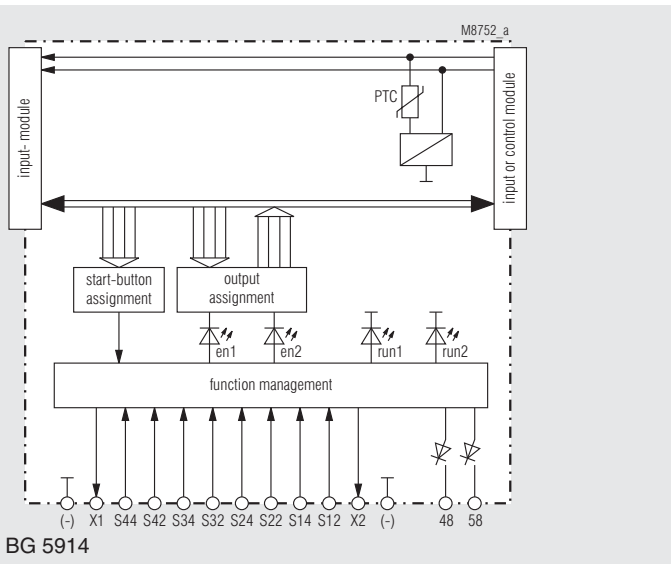 M8752_a
input- module
PTC
input or control module
start-button
assignment
output
assignment
en1
en2
run1
run2
function management
(-) X1 S44 S42 S34 S32 S24 S22 S14 S12 X2 (-) 48 58
BG 5914